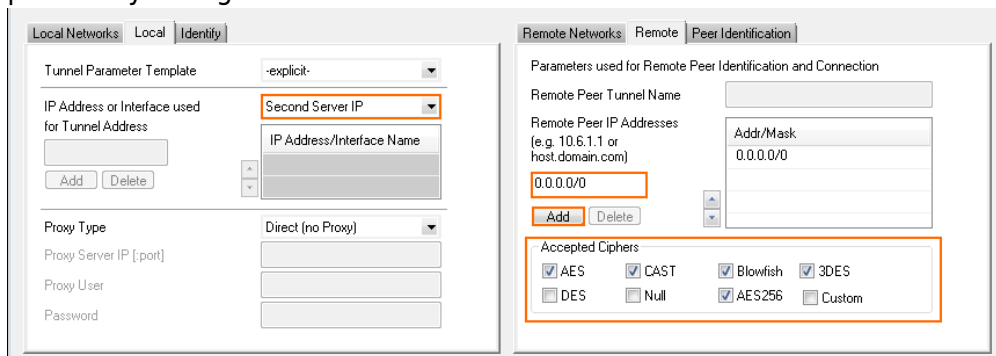 Local Networks Local Identify
Tunnel Parameter Template -explicit-
IP Address or Interface used Second Server IP
for Tunnel Address
IP Address/Interface Name
Add Delete
Proxy Type Direct (no Proxy)
Proxy Server IP [:port]
Proxy User
Password
Remote Networks Remote Peer Identification
Parameters used for Remote Peer Identification and Connection
Remote Peer Tunnel Name
Remote Peer IP Addresses
(e.g. 10.6.1.1 or
host.domain.com)
Addr/Mask
0.0.0.0/0
0.0.0.0/0
Add Delete
Accepted Ciphers
AES CAST Blowfish 3DES
DES Null AES256 Custom